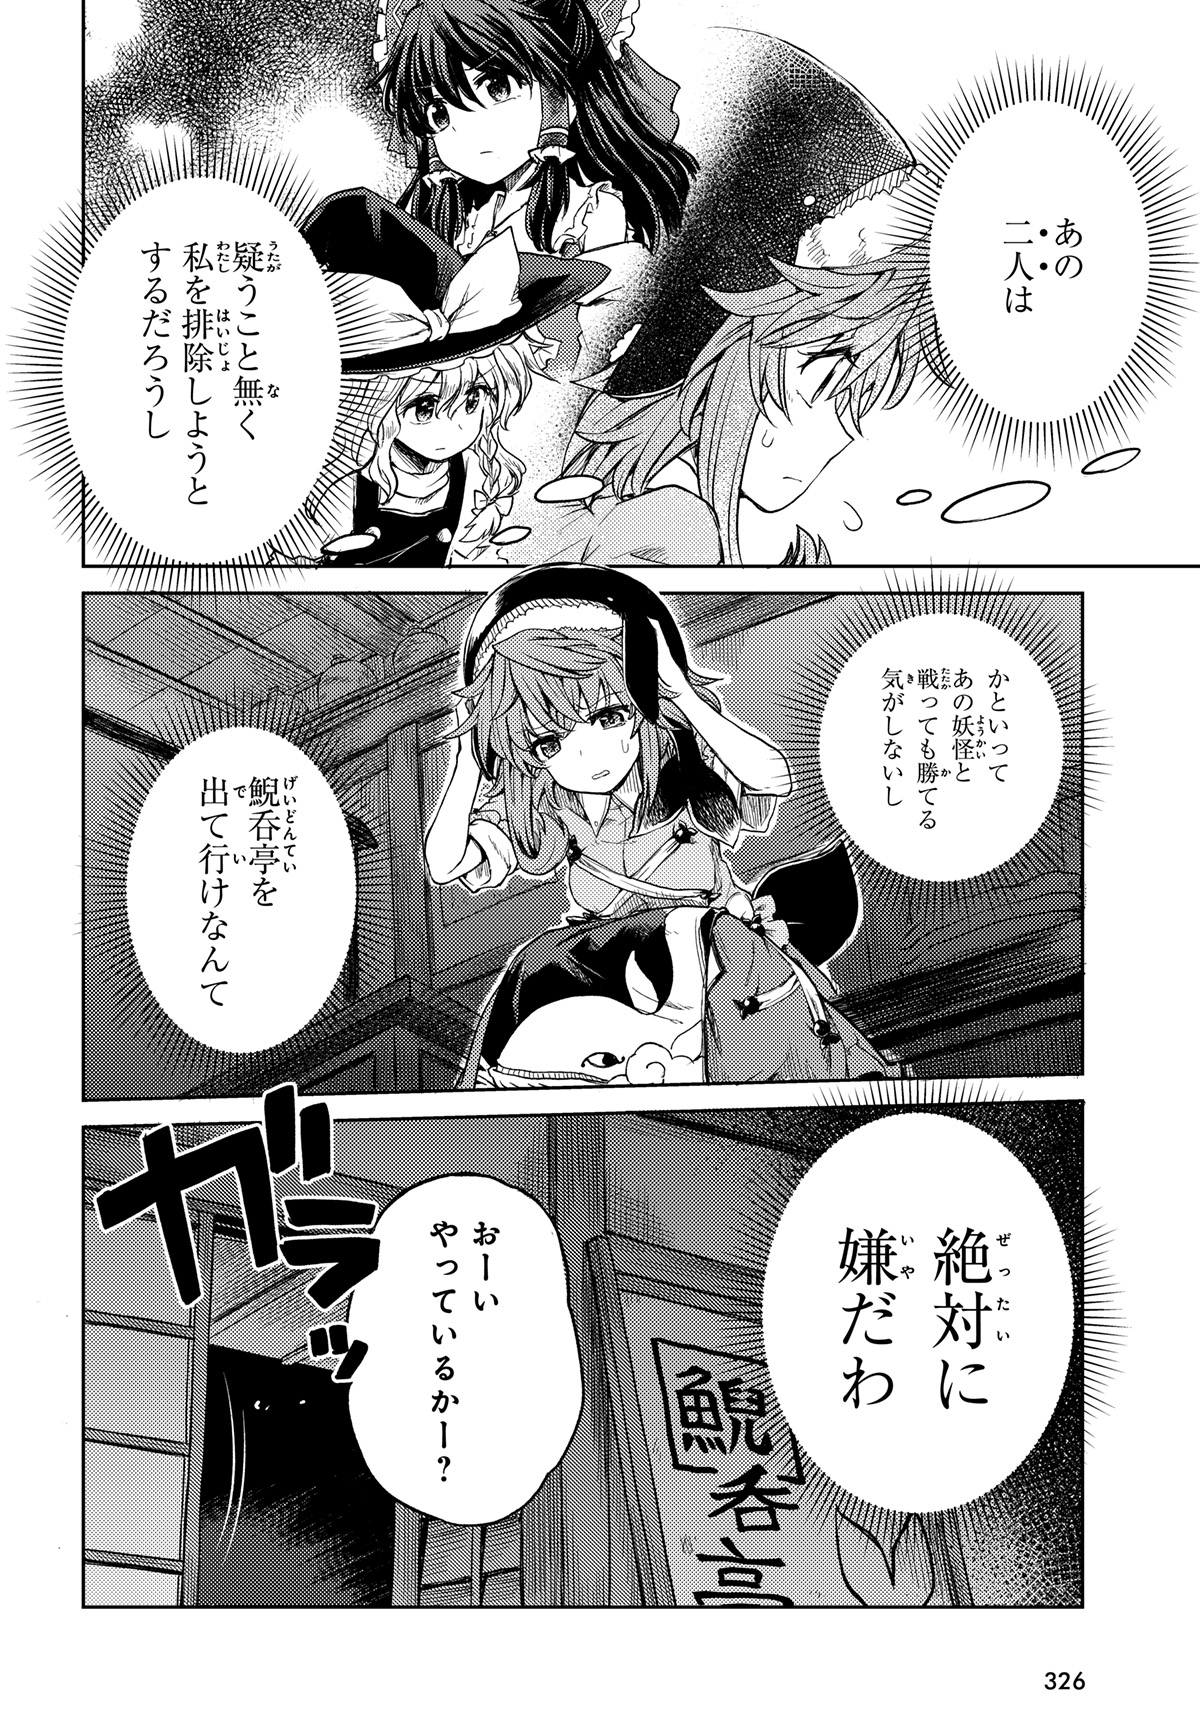 あの
二人は
疑うこと無く
私を排除しようと
するだろうし
かといって
あの妖怪と
戦っても勝てる
気がしないし
鯢呑亭を
出て行けなんて
絶対に
嫌だわ
ガラッ
おーい
やっているかー？
鯢呑亭
326